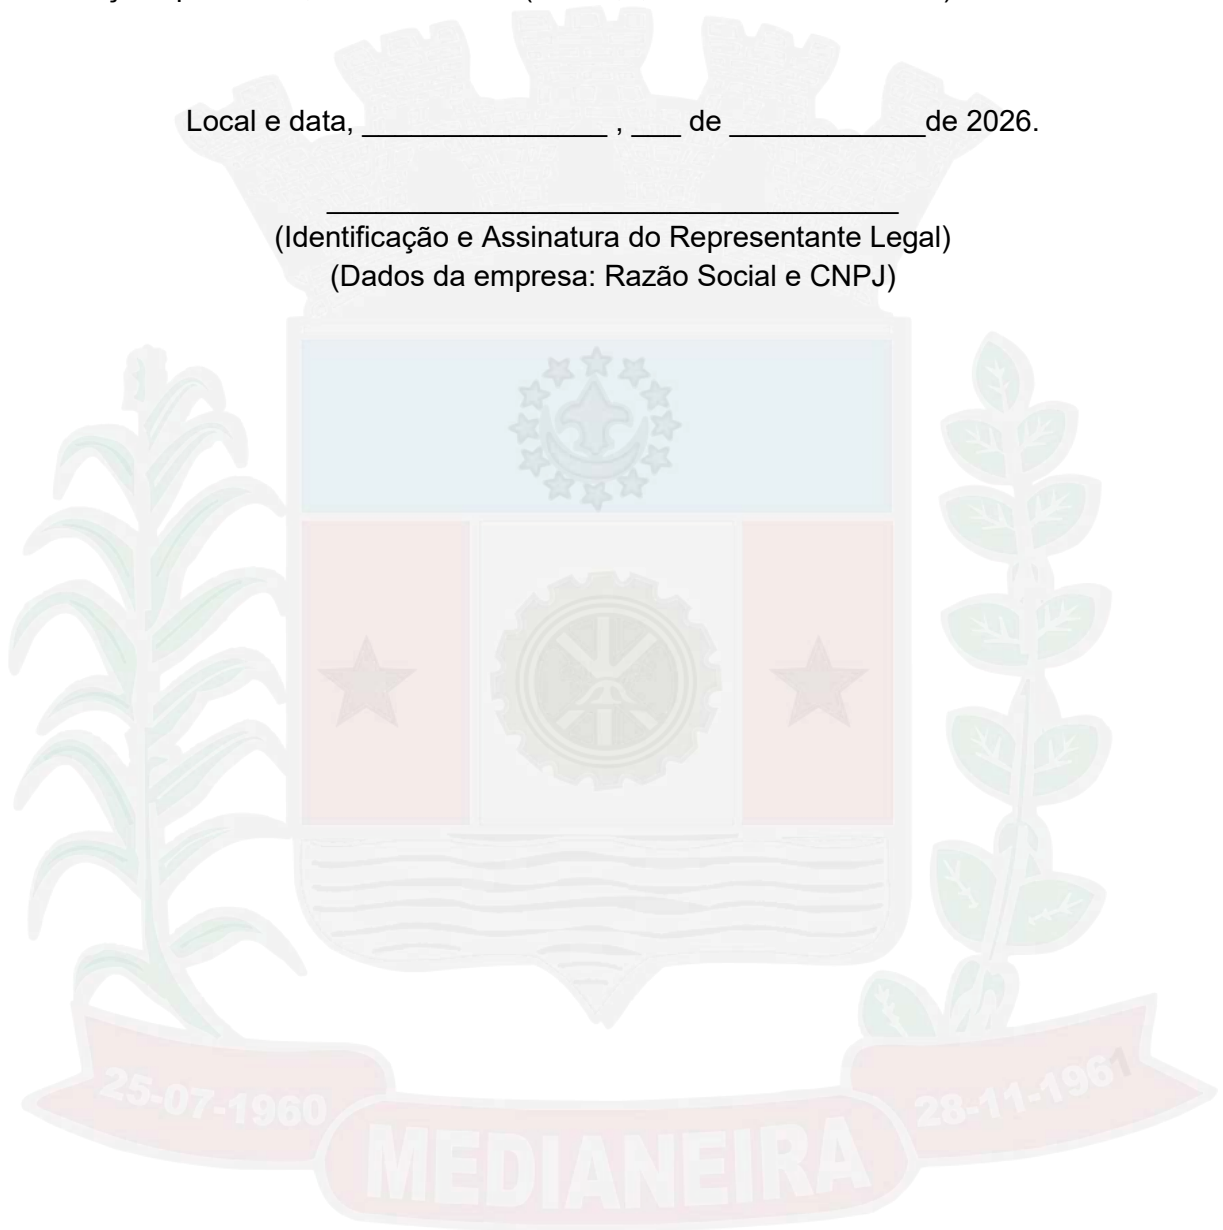 Local e data, _______________ , ___ de ____________de 2026.
___________________________________
(Identificação e Assinatura do Representante Legal)
(Dados da empresa: Razão Social e CNPJ)
25-07-1960
28-11-1961
MEDIANEIRA